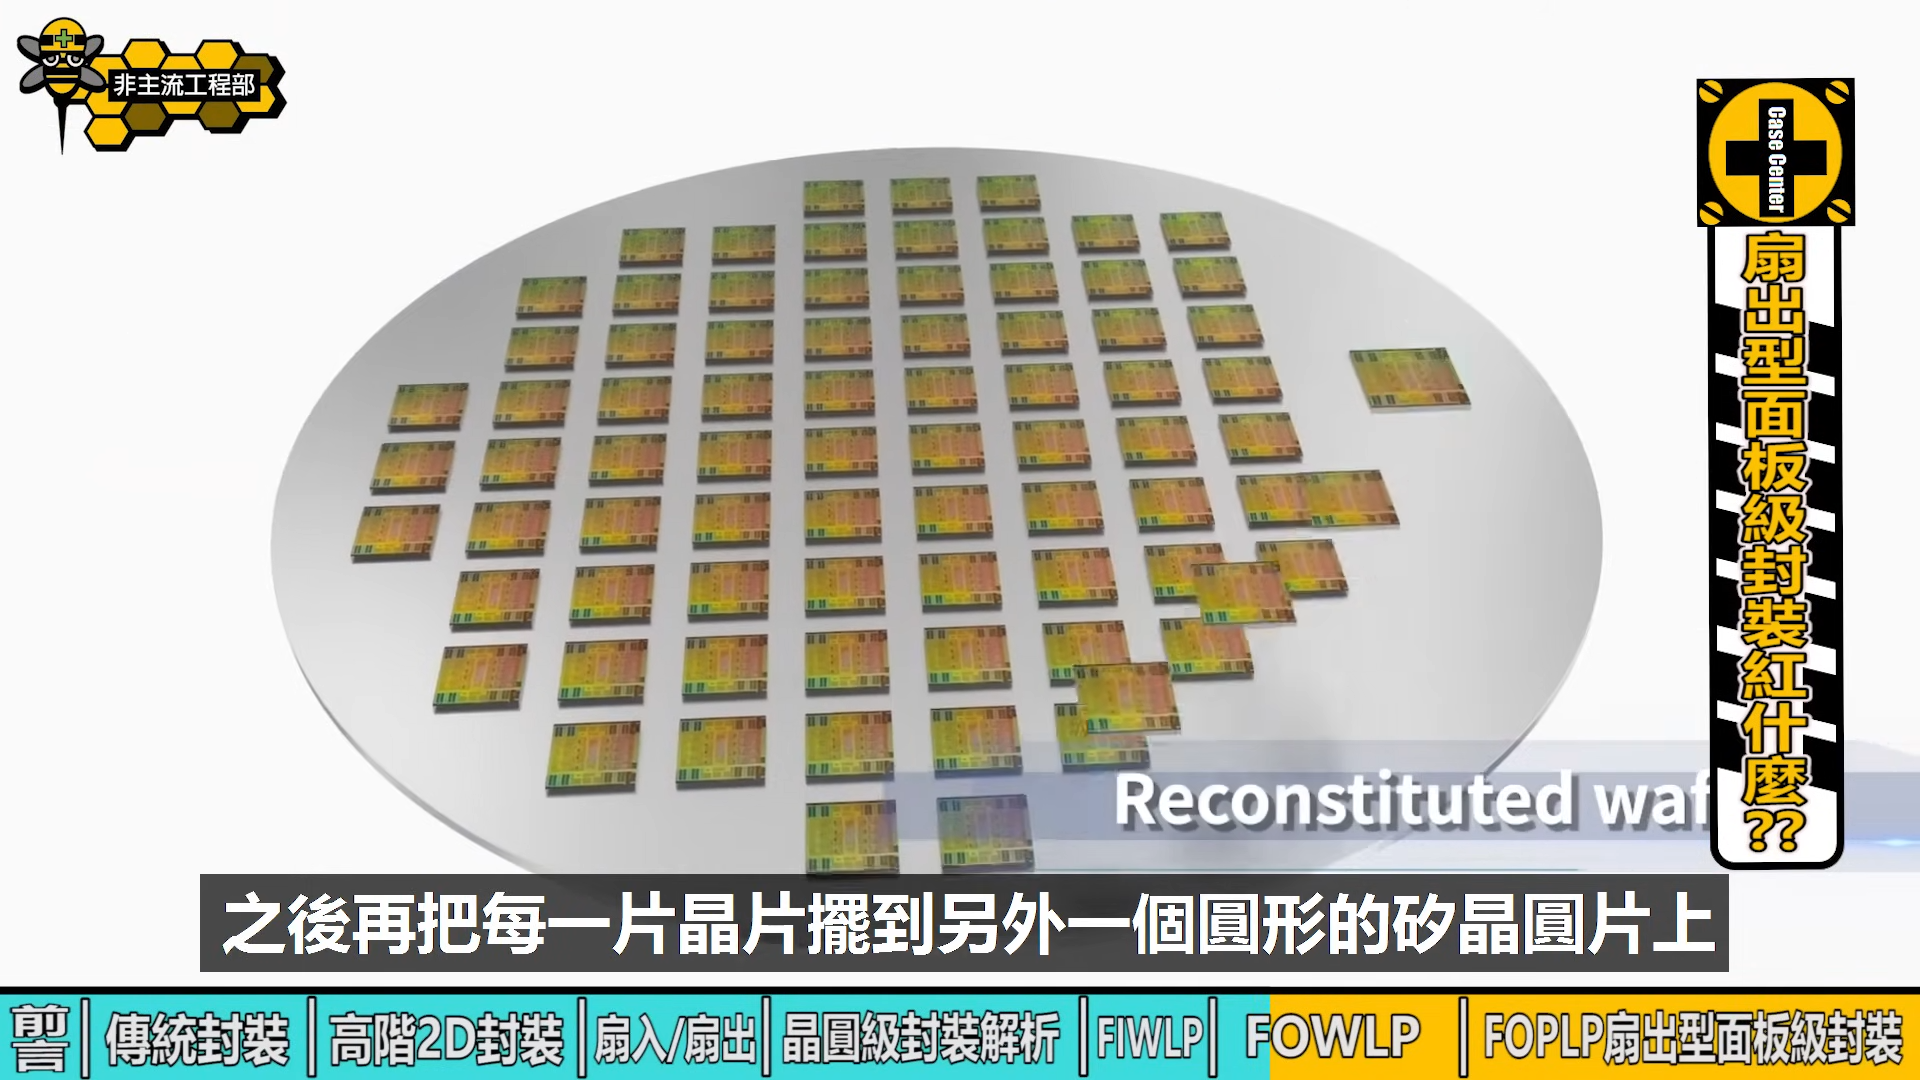 非主流工程部
Case Center
扇出型面板級封裝紅什麼??
Reconstituted waf
之後再把每一片晶片擺到另外一個圓形的矽晶圓片上
前言
傳統封裝
高階2D封裝
扇入/扇出
晶圓級封裝解析
FIWLP
FOWLP
FOPLP扇出型面板級封裝